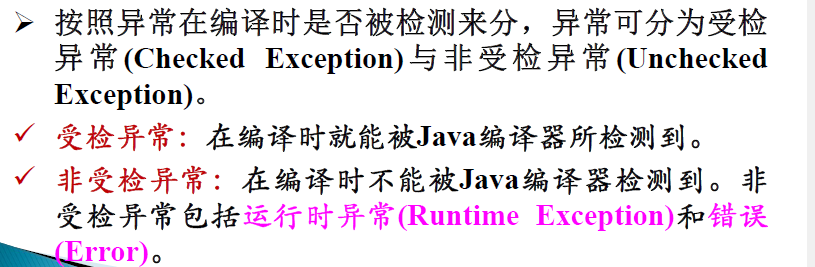 按照异常在编译时是否被检测来分，异常可分为受检
异常(Checked Exception)与非受检异常(Unchecked
Exception)。
受检异常：在编译时就能被Java编译器所检测到。
非受检异常：在编译时不能被Java编译器检测到。非
受检异常包括运行时异常(Runtime Exception)和错误
(Error)。